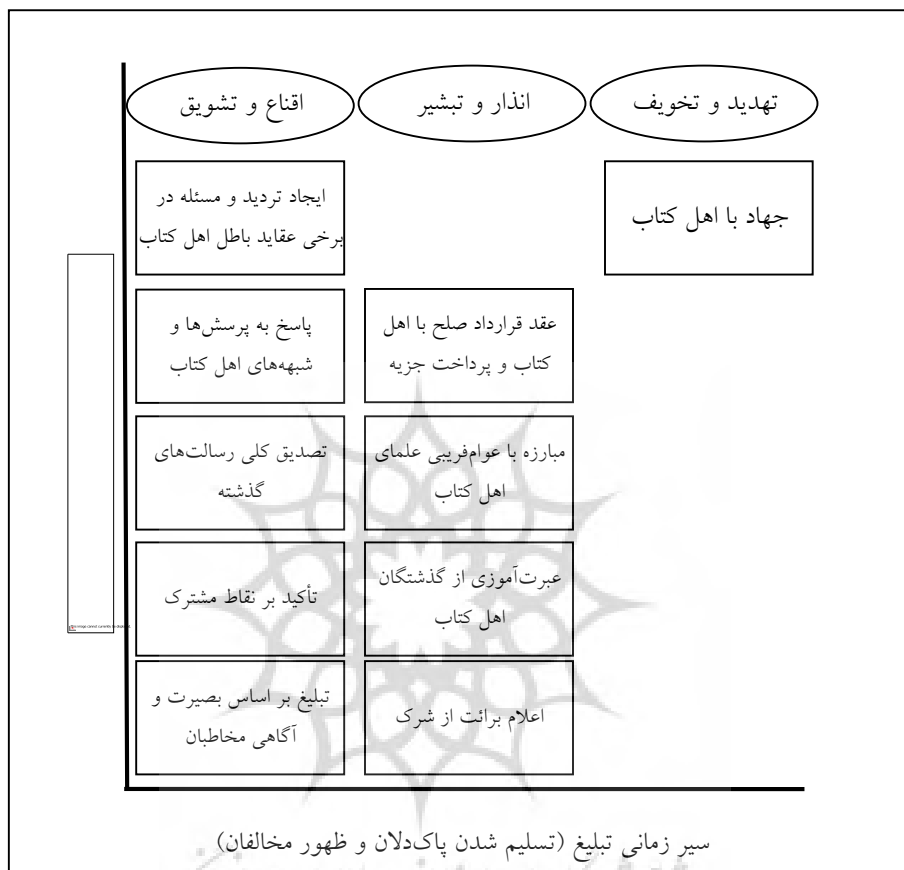 تهدید و تخویف
انذار و تبشیر
اقناع و تشویق
جهاد با اهل کتاب
ایجاد تردید و مسئله در
برخی عقاید باطل اهل کتاب
عقد قرارداد صلح با اهل
کتاب و پرداخت جزیه
پاسخ به پرسش‌ها و
شبهه‌های اهل کتاب
مبارزه با عوام‌فریبی علمای
اهل کتاب
تصدیق کلی رسالت‌های
گذشته
عبرت‌آموزی از گذشتگان
اهل کتاب
تأکید بر نقاط مشترک
اعلام برائت از شرک
تبلیغ بر اساس بصیرت و
آگاهی مخاطبان
سیر زمانی تبلیغ (تسلیم شدن پاک‌دلان و ظهور مخالفان)